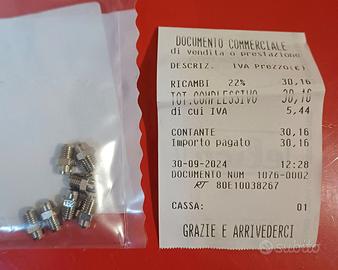 DOCUMENTO COMMERCIALE
di vendita o prestazione
DESCRIZ. IVA Prezzo(€)
RICAMBI 22% 30,16
TOT.COMPLESSIVO 30,16
di cui IVA 5,44
CONTANTE 30,16
Importo pagato 30,16
30-09-2024 12:28
DOCUMENTO NUM 1076-0002
RT 80E10038267
CASSA: 01
GRAZIE E ARRIVEDERCI
subito